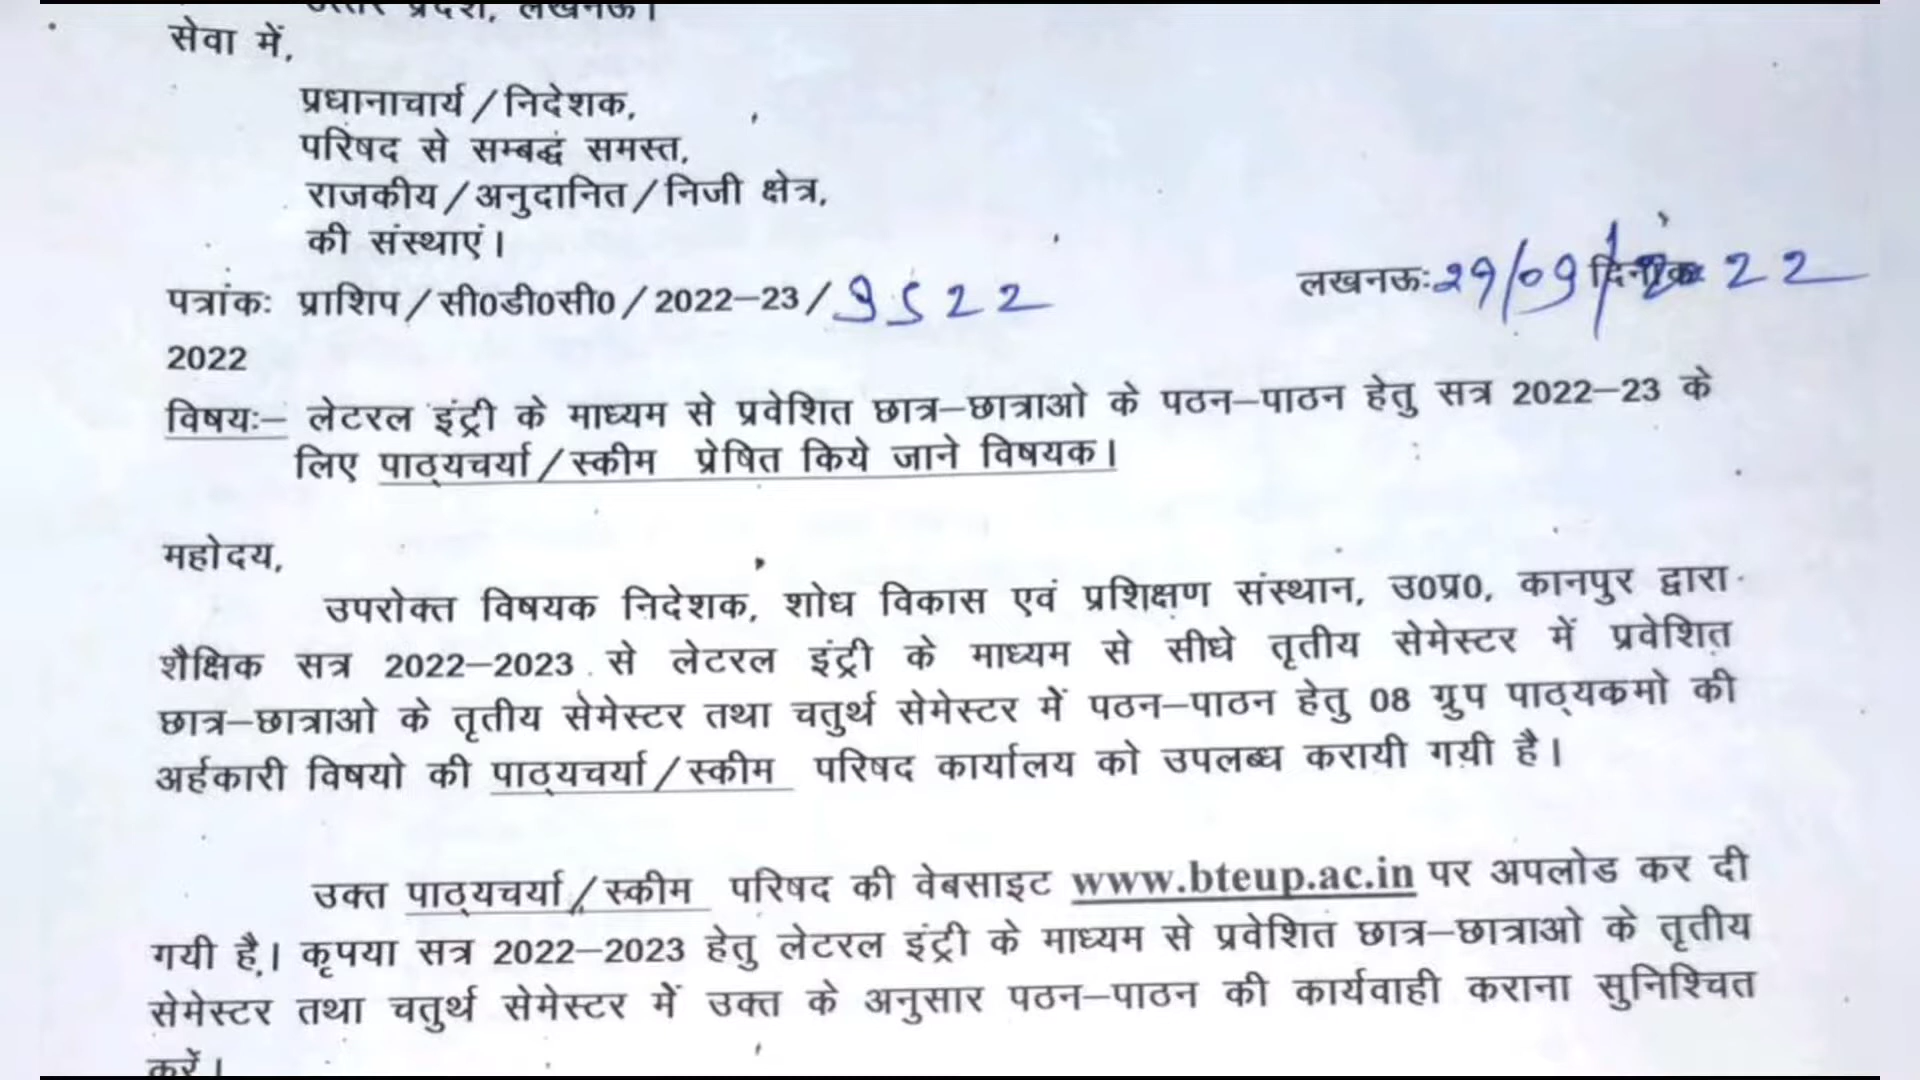 उत्तर प्रदेश, लखनऊ।
सेवा में,
प्रधानाचार्य/निदेशक,
परिषद से सम्बद्ध समस्त,
राजकीय/अनुदानित/निजी क्षेत्र,
की संस्थाएं।
पत्रांकः प्राशिप/सी0डी0सी0/2022–23/9522 लखनऊः दिनांक 29/09/2022
2022
विषयः– लेटरल इंट्री के माध्यम से प्रवेशित छात्र–छात्राओ के पठन–पाठन हेतु सत्र 2022–23 के
लिए पाठ्यचर्या/स्कीम प्रेषित किये जाने विषयक।
महोदय,
उपरोक्त विषयक निदेशक, शोध विकास एवं प्रशिक्षण संस्थान, उ0प्र0, कानपुर द्वारा
शैक्षिक सत्र 2022–2023 से लेटरल इंट्री के माध्यम से सीधे तृतीय सेमेस्टर में प्रवेशित
छात्र–छात्राओ के तृतीय सेमेस्टर तथा चतुर्थ सेमेस्टर में पठन–पाठन हेतु 08 ग्रुप पाठ्यकमो की
अर्हकारी विषयो की पाठ्यचर्या/स्कीम परिषद कार्यालय को उपलब्ध करायी गयी है।
उक्त पाठ्यचर्या/स्कीम परिषद की वेबसाइट www.bteup.ac.in पर अपलोड कर दी
गयी है,। कृपया सत्र 2022–2023 हेतु लेटरल इंट्री के माध्यम से प्रवेशित छात्र–छात्राओ के तृतीय
सेमेस्टर तथा चतुर्थ सेमेस्टर में उक्त के अनुसार पठन–पाठन की कार्यवाही कराना सुनिश्चित
करें।